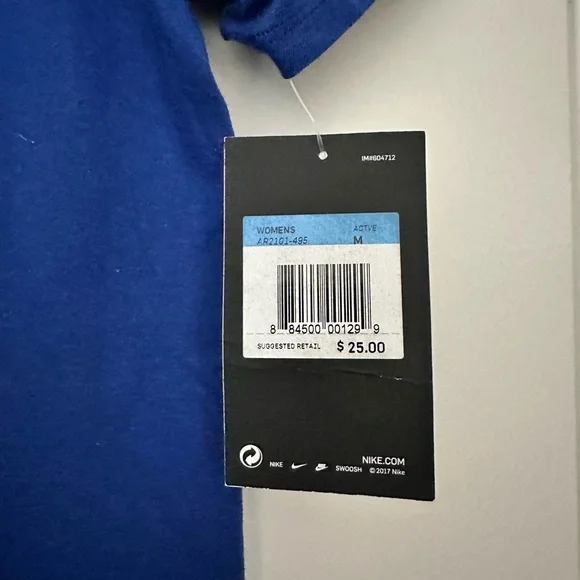 IM#604712
WOMENS ACTVE
AR2101-495 M
8 84500 00129 9
SUGGESTED RETAIL $ 25.00
NIKE SWOOSH
NIKE.COM
© 2017 Nike